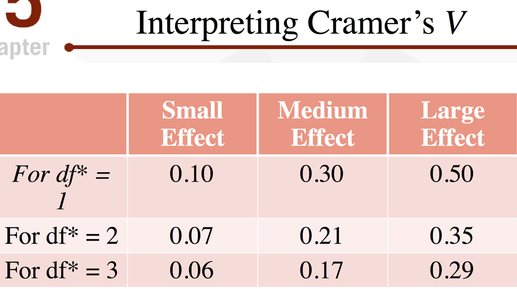 5
Interpreting Cramer's V
apter
Small Medium Large
Effect Effect Effect
For df* = 0.10 0.30 0.50
1
For df* = 2 0.07 0.21 0.35
For df* = 3 0.06 0.17 0.29